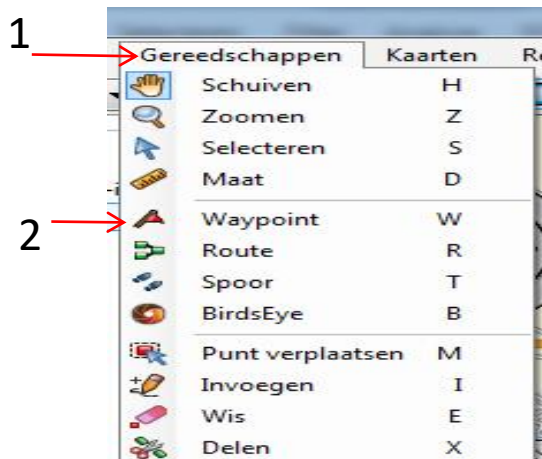 1
Gereedschappen Kaarten
Schuiven H
Zoomen Z
Selecteren S
Maat D
2
Waypoint W
Route R
Spoor T
BirdsEye B
Punt verplaatsen M
Invoegen I
Wis E
Delen X